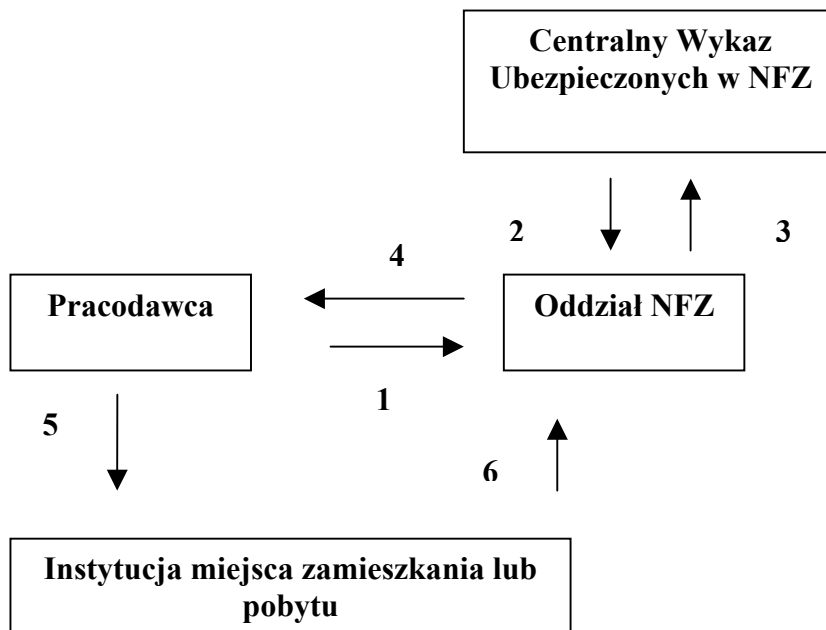 Centralny Wykaz
Ubezpieczonych w NFZ
2
3
4
Pracodawca
Oddział NFZ
1
5
6
Instytucja miejsca zamieszkania lub
pobytu